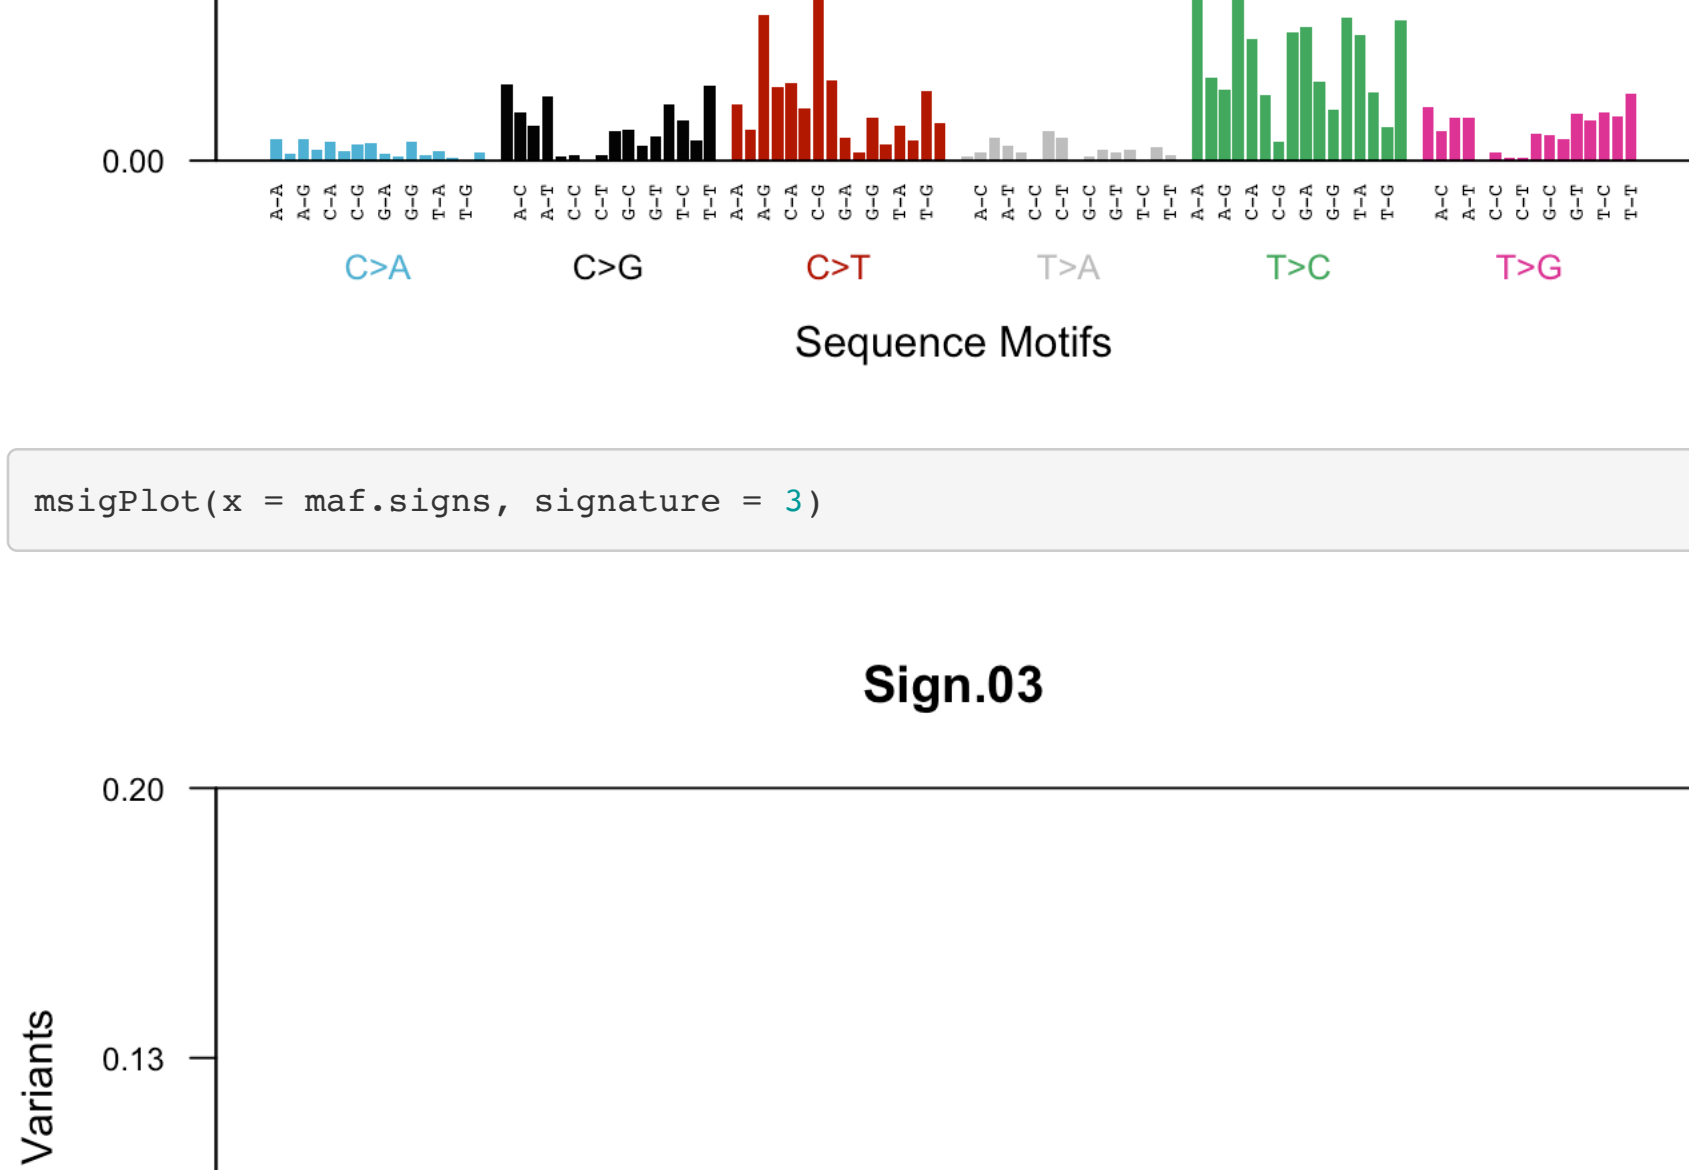 0.00
A-A A-G C-A C-G G-A G-G T-A T-G A-C A-T C-C C-T G-C G-T T-C T-T A-A A-G C-A C-G G-A G-G T-A T-G A-C A-T C-C C-T G-C G-T T-C T-T A-A A-G C-A C-G G-A G-G T-A T-G A-C A-T C-C C-T G-C G-T T-C T-T
C>A C>G C>T T>A T>C T>G
Sequence Motifs
msigPlot(x = maf.signs, signature = 3)
Sign.03
0.20
0.13
Variants